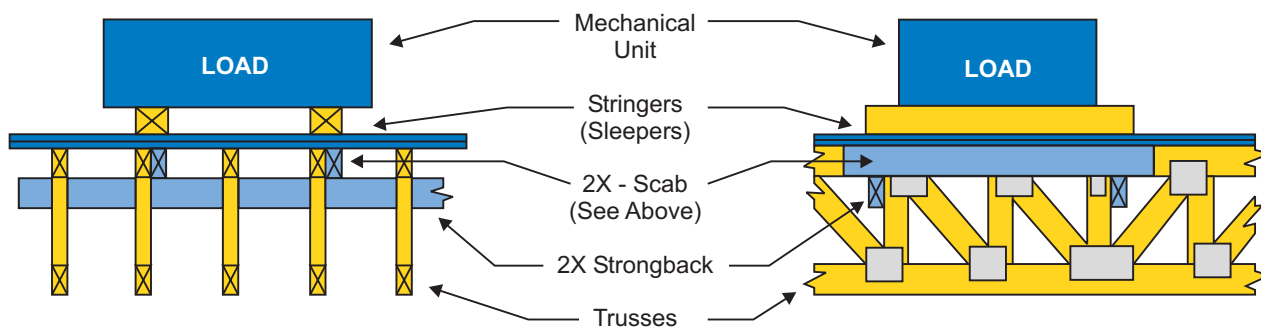 Mechanical
Unit
LOAD
LOAD
Stringers
(Sleepers)
2X - Scab
(See Above)
2X Strongback
Trusses